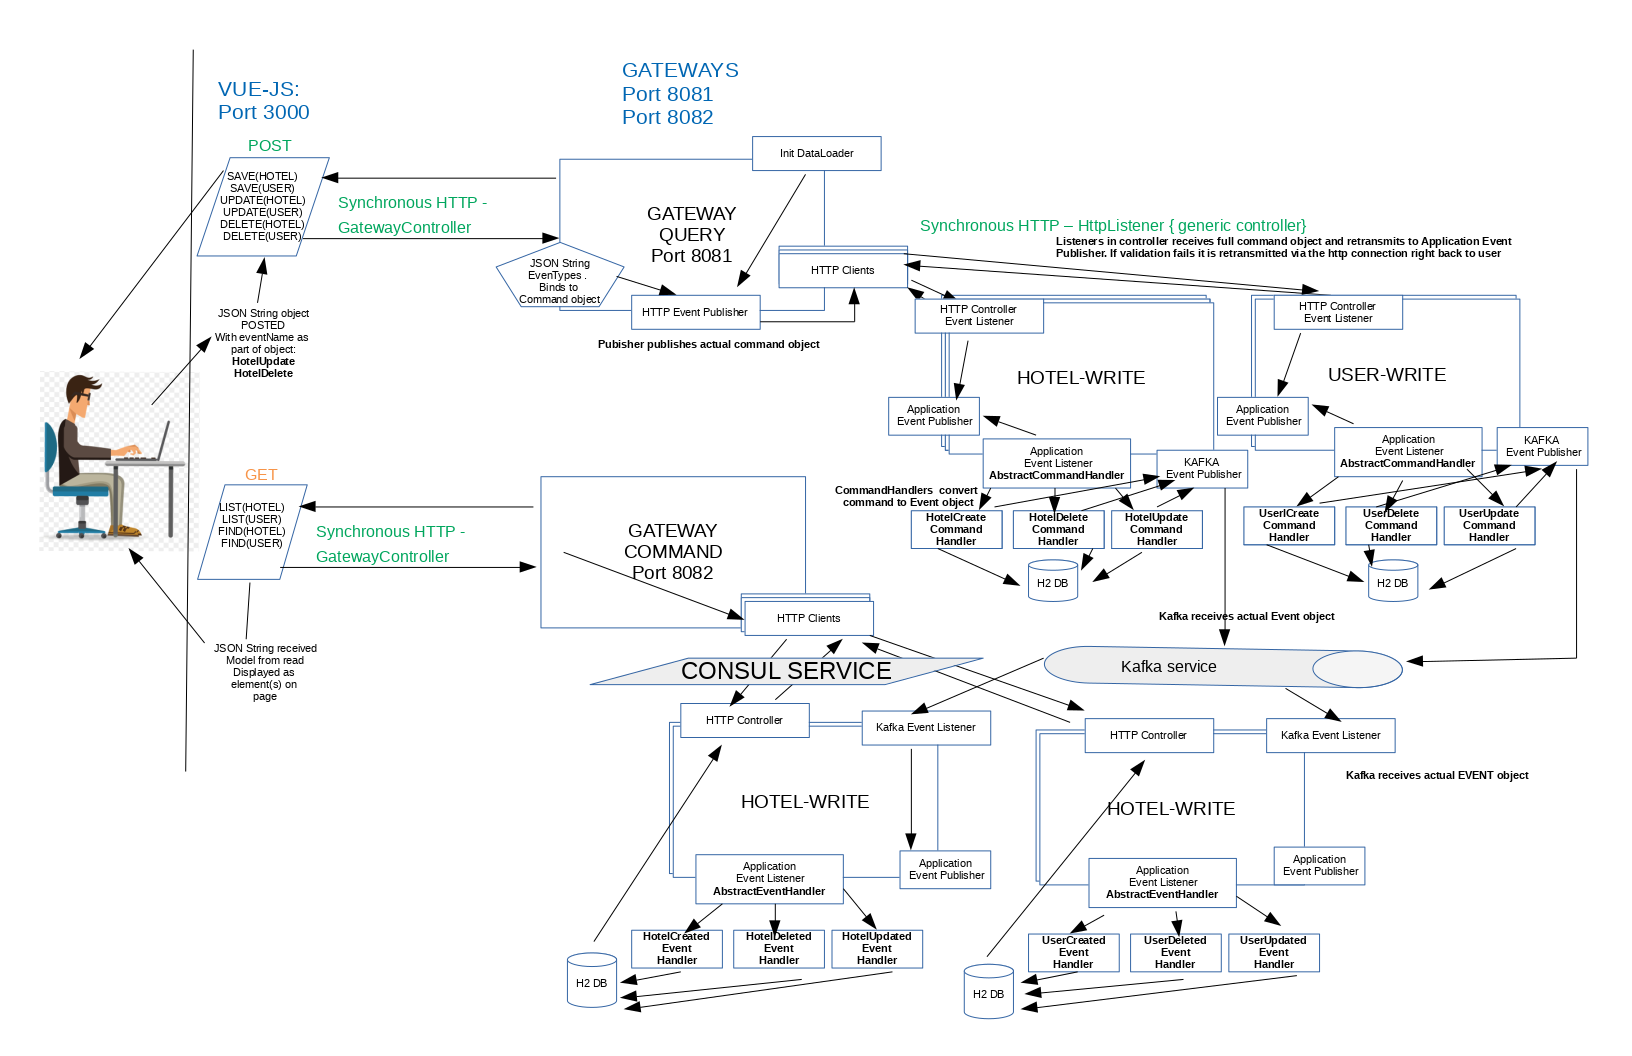 VUE-JS:
Port 3000
GATEWAYS
Port 8081
Port 8082
POST
SAVE(HOTEL)
SAVE(USER)
UPDATE(HOTEL)
UPDATE(USER)
DELETE(HOTEL)
DELETE(USER)
Synchronous HTTP -
GatewayController
Init DataLoader
GATEWAY
QUERY
Port 8081
JSON String
EvenTypes .
Binds to
Command object
HTTP Event Publisher
HTTP Clients
Pubisher publishes actual command object
Synchronous HTTP – HttpListener { generic controller}
Listeners in controller receives full command object and retransmits to Application Event
Publisher. If validation fails it is retransmitted via the http connection right back to user
HTTP Controller
Event Listener
HOTEL-WRITE
Application
Event Publisher
Application
Event Listener
AbstractCommandHandler
KAFKA
Event Publisher
CommandHandlers  convert
command to Event object
HotelCreate
Command
Handler
HotelDelete
Command
Handler
HotelUpdate
Command
Handler
H2 DB
HTTP Controller
Event Listener
USER-WRITE
Application
Event Publisher
Application
Event Listener
AbstractCommandHandler
KAFKA
Event Publisher
UserlCreate
Command
Handler
UserDelete
Command
Handler
UserUpdate
Command
Handler
H2 DB
JSON String object
POSTED
With eventName as
part of object:
HotelUpdate
HotelDelete
GET
LIST(HOTEL)
LIST(USER)
FIND(HOTEL)
FIND(USER)
Synchronous HTTP -
GatewayController
GATEWAY
COMMAND
Port 8082
HTTP Clients
JSON String received
Model from read
Displayed as
element(s) on
page
CONSUL SERVICE
Kafka receives actual Event object
Kafka service
HTTP Controller
Kafka Event Listener
HOTEL-WRITE
Application
Event Publisher
Application
Event Listener
AbstractEventHandler
HotelCreated
Event
Handler
HotelDeleted
Event
Handler
HotelUpdated
Event
Handler
H2 DB
HTTP Controller
Kafka Event Listener
Kafka receives actual EVENT object
HOTEL-WRITE
Application
Event Publisher
Application
Event Listener
AbstractEventHandler
UserCreated
Event
Handler
UserDeleted
Event
Handler
UserUpdated
Event
Handler
H2 DB